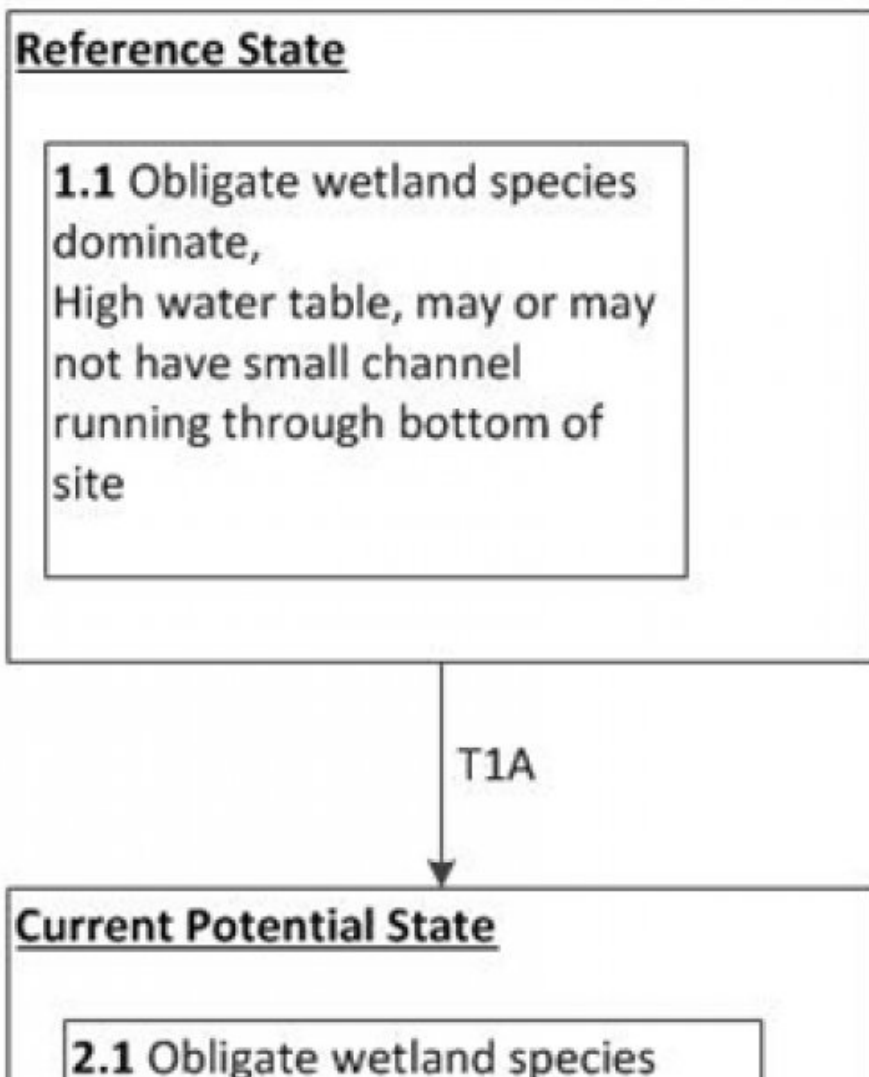 Reference State
1.1 Obligate wetland species
dominate,
High water table, may or may
not have small channel
running through bottom of
site
T1A
Current Potential State
2.1 Obligate wetland species